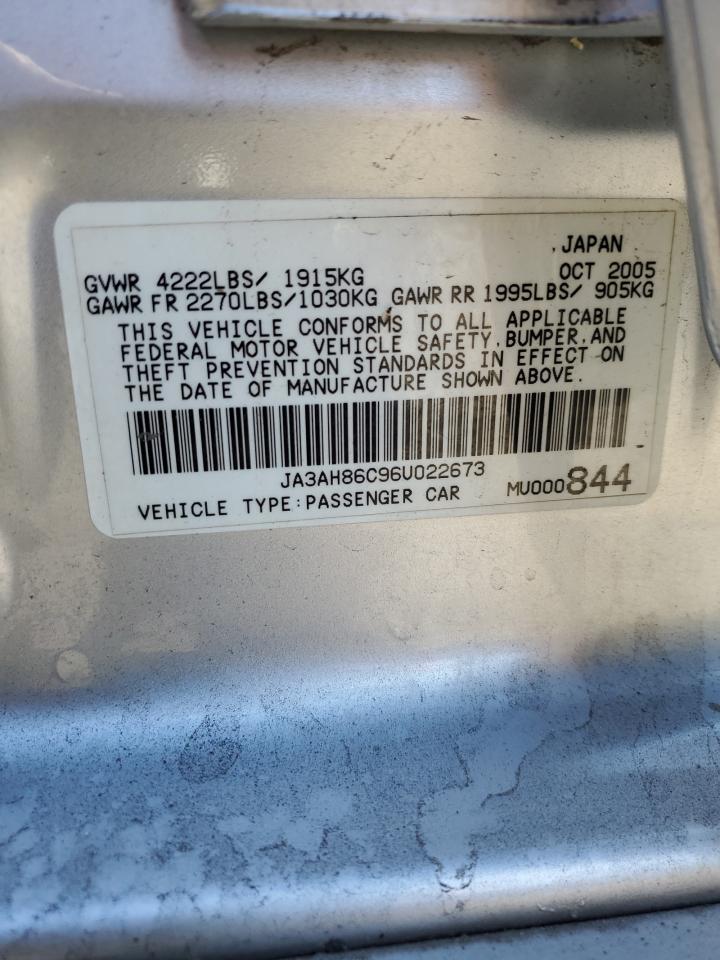 . JAPAN
GVWR 4222LBS/ 1915KG OCT 2005
GAWR FR 2270LBS/1030KG GAWR RR 1995LBS/ 905KG
THIS VEHICLE CONFORMS TO ALL APPLICABLE
FEDERAL MOTOR VEHICLE SAFETY, BUMPER, AND
THEFT PREVENTION STANDARDS IN EFFECT ON
THE DATE OF MANUFACTURE SHOWN ABOVE.
JA3AH86C96U022673
VEHICLE TYPE:PASSENGER CAR MU000844